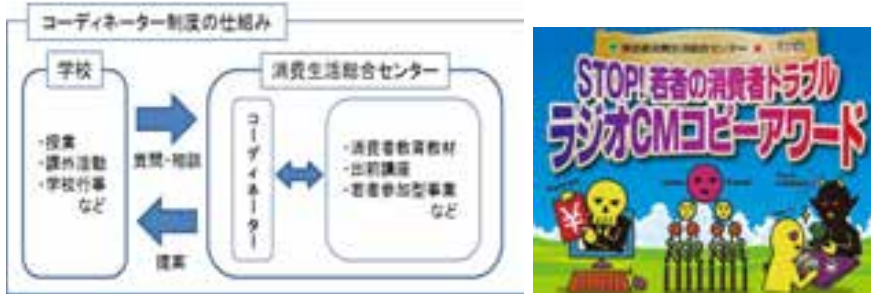 コーディネーター制度の仕組み
学校
・授業
・課外活動
・学校行事
など
質問・相談
提案
消費生活総合センター
コーディネーター
・消費者教育教材
・出前講座
・若者参加型事業
など
STOP!若者の消費者トラブル
ラジオCMコピーアワード
大